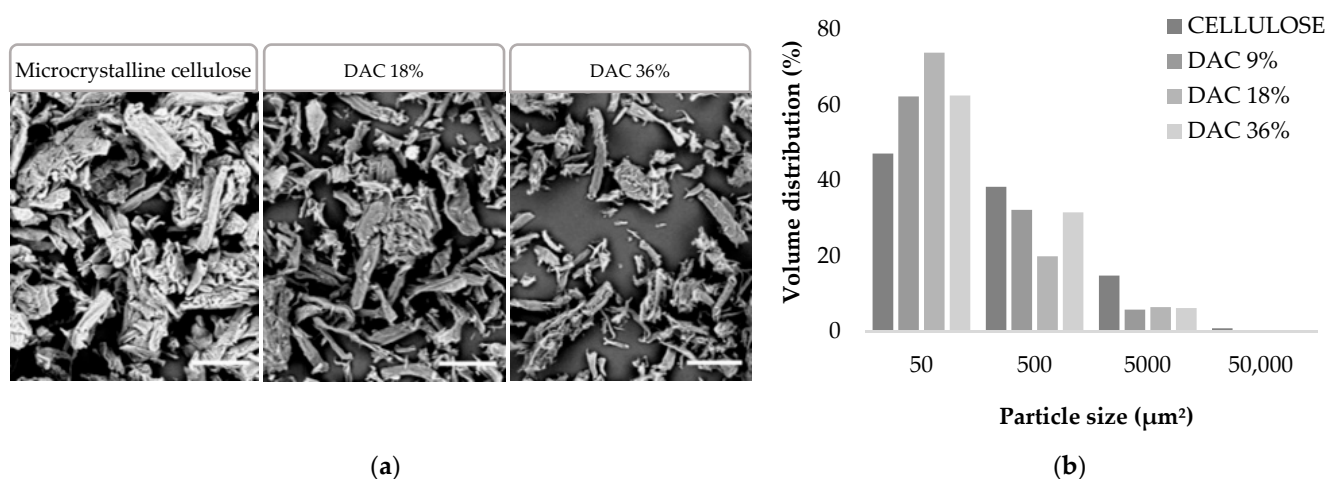 Microcrystalline cellulose
DAC 18%
DAC 36%
(a)
Volume distribution (%)
80
60
40
20
0
CELLULOSE
DAC 9%
DAC 18%
DAC 36%
50
500
5000
50,000
Particle size (µm²)
(b)